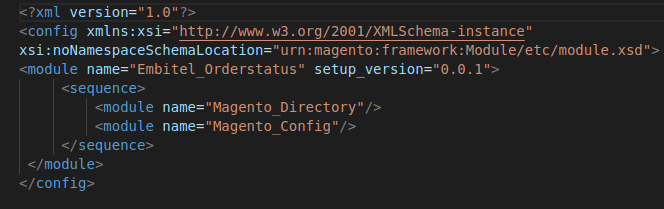 <?xml version="1.0"?>
<config xmlns:xsi="http://www.w3.org/2001/XMLSchema-instance"
xsi:noNamespaceSchemaLocation="urn:magento:framework:Module/etc/module.xsd">
<module name="Embitel_Orderstatus" setup_version="0.0.1">
<sequence>
<module name="Magento_Directory"/>
<module name="Magento_Config"/>
</sequence>
</module>
</config>